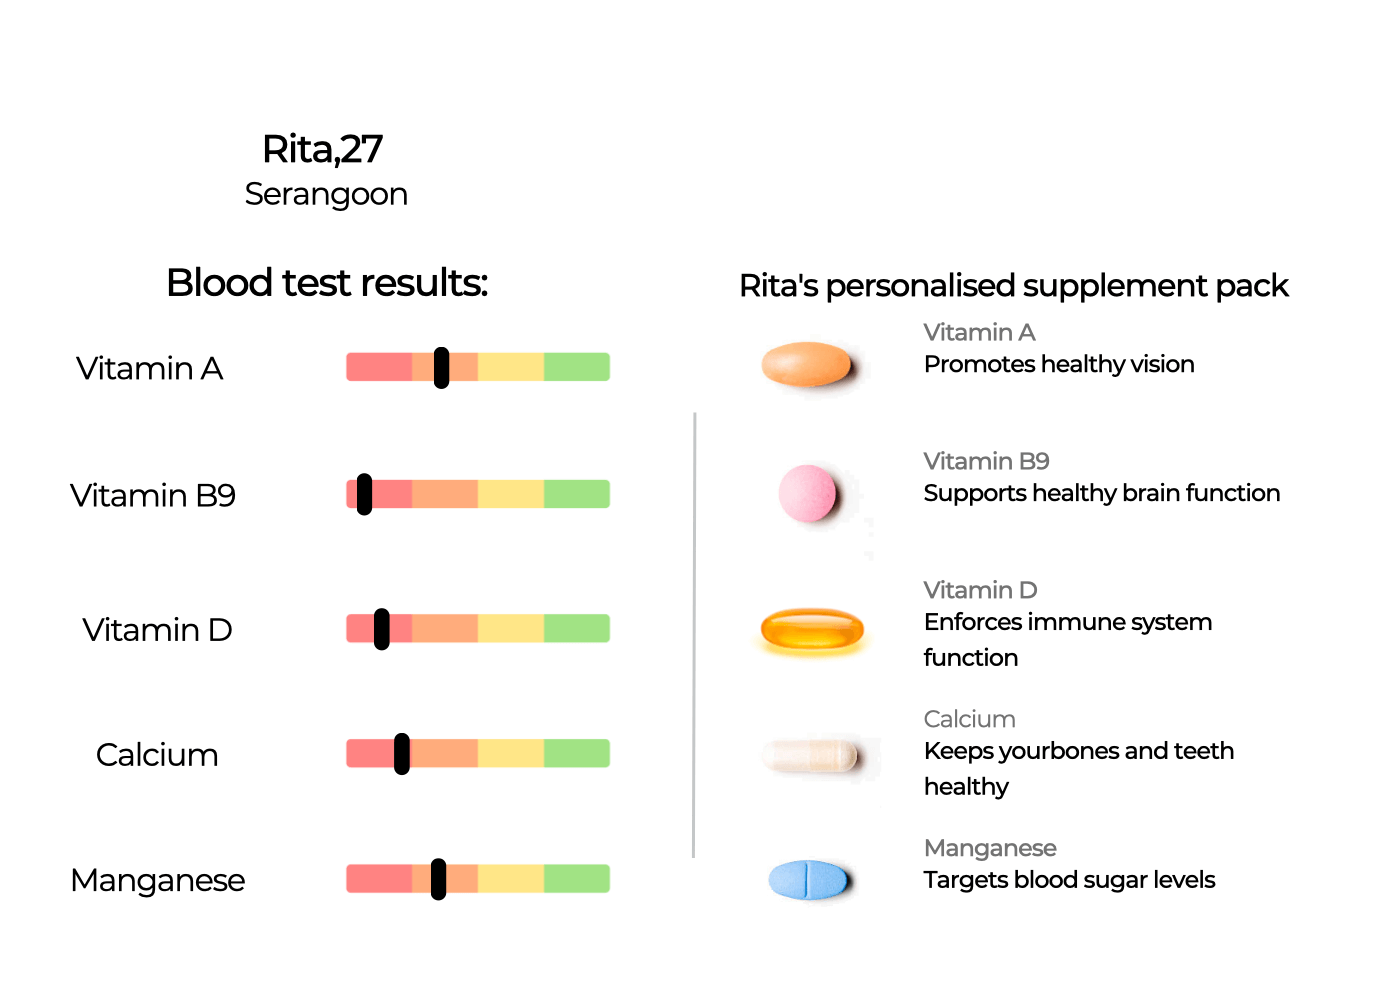 Rita,27
Serangoon
Blood test results:
Vitamin A
Vitamin B9
Vitamin D
Calcium
Manganese
Rita's personalised supplement pack
Vitamin A
Promotes healthy vision
Vitamin B9
Supports healthy brain function
Vitamin D
Enforces immune system
function
Calcium
Keeps yourbones and teeth
healthy
Manganese
Targets blood sugar levels